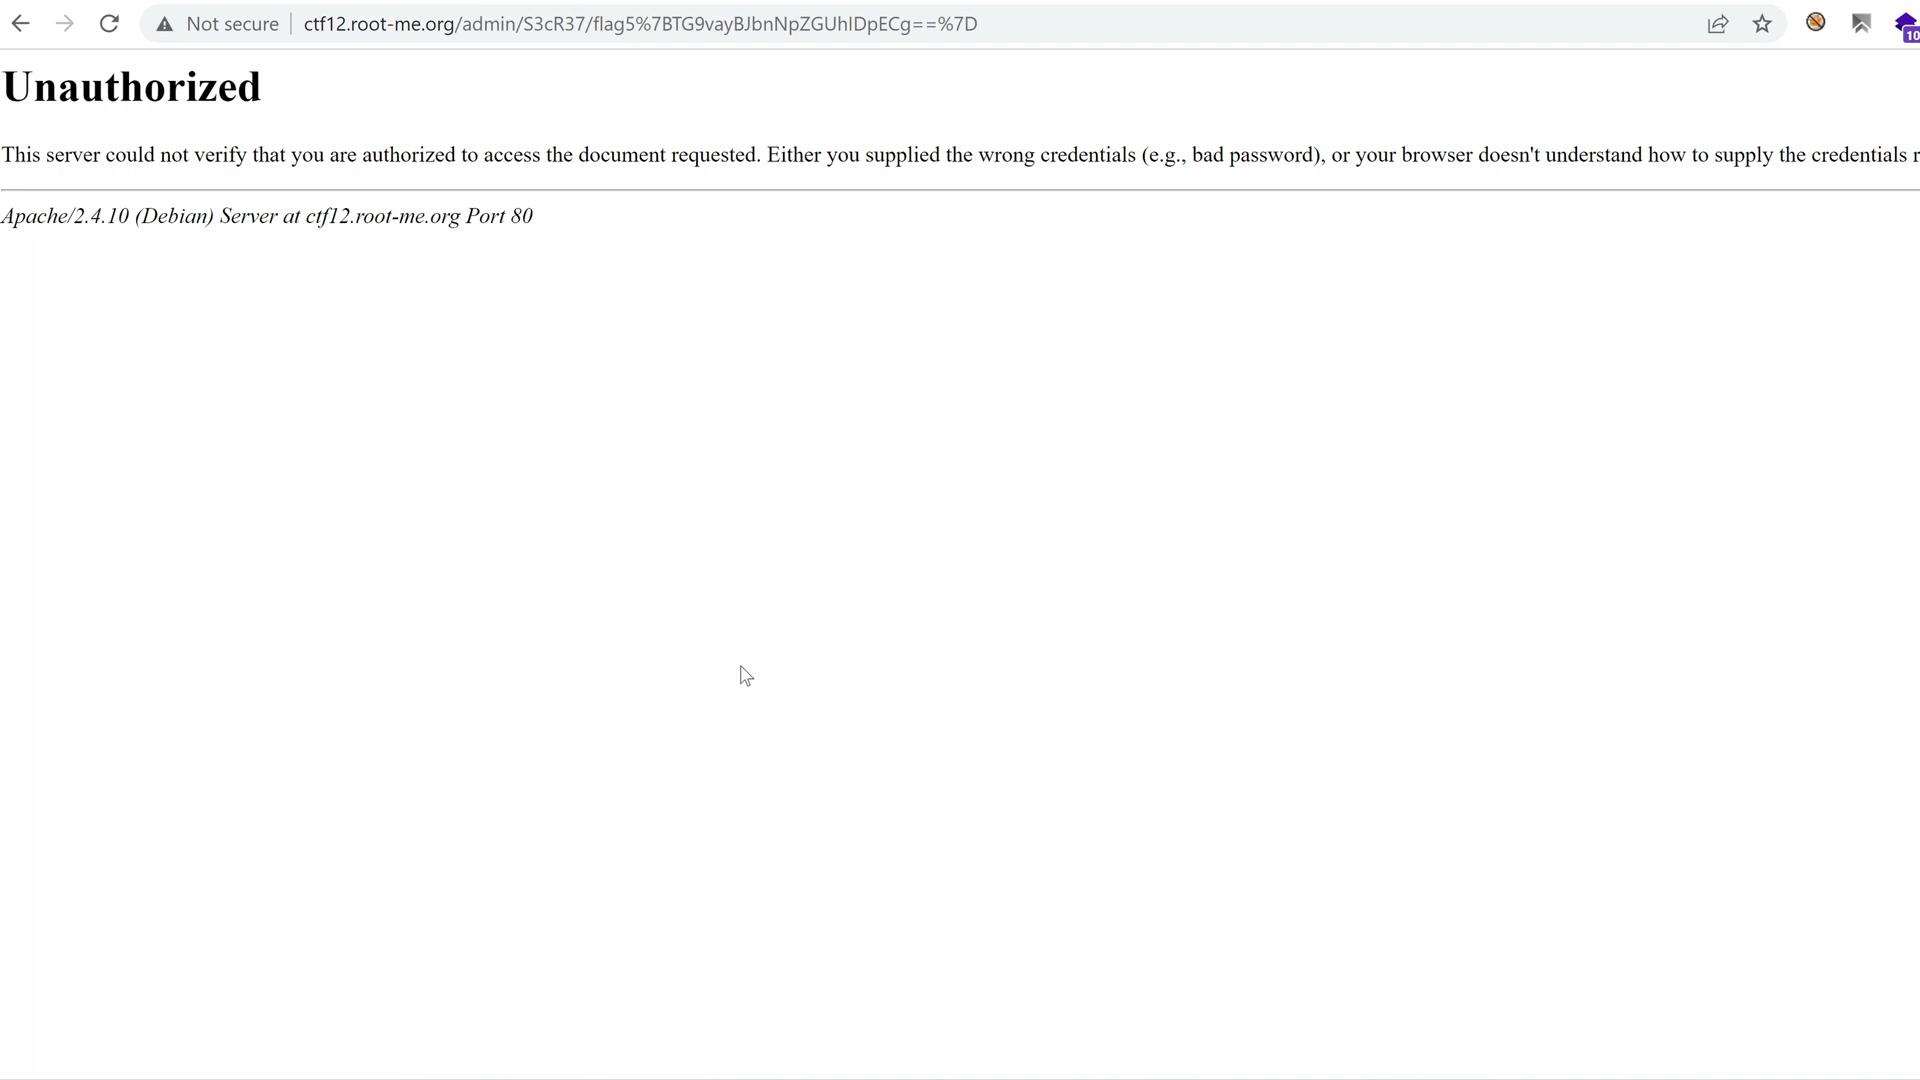 Not secure
ctf12.root-me.org/admin/S3cR37/flag5%7BTG9vayBJbnNpZGUhIDpECg==%7D
10
Unauthorized
This server could not verify that you are authorized to access the document requested. Either you supplied the wrong credentials (e.g., bad password), or your browser doesn't understand how to supply the credentials r
Apache/2.4.10 (Debian) Server at ctf12.root-me.org Port 80